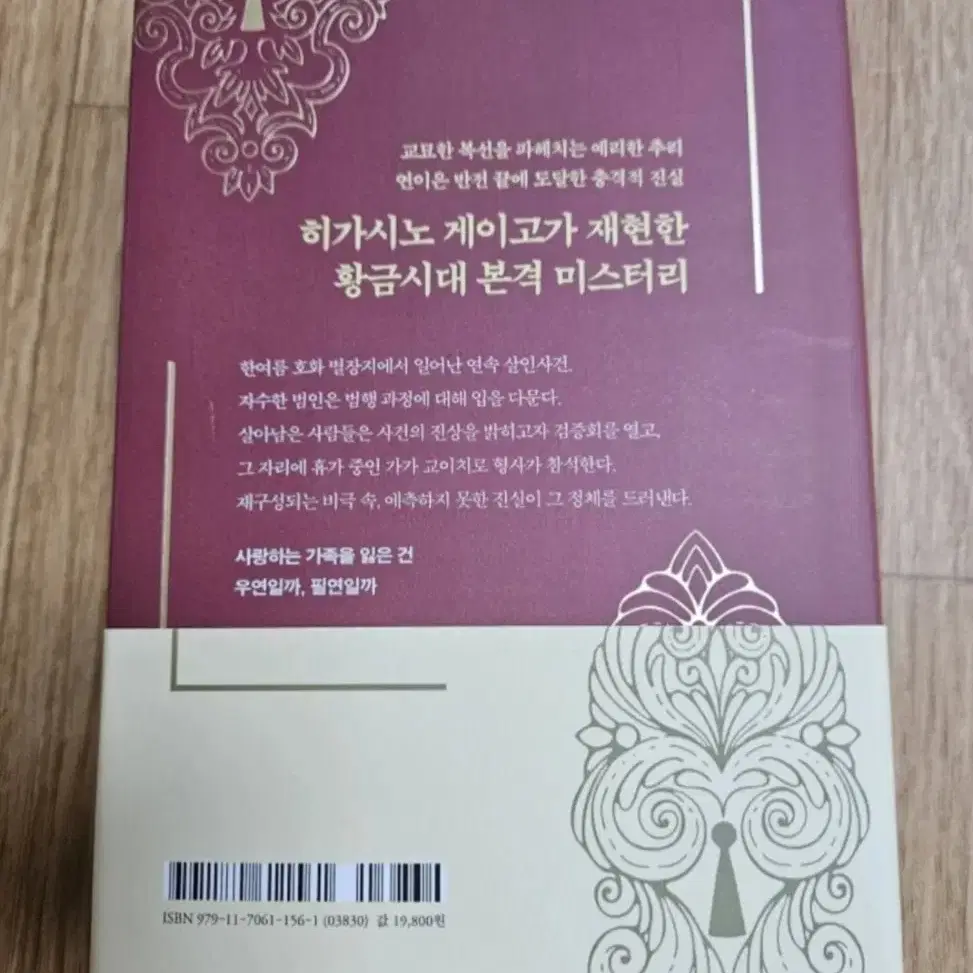 교묘한 복선을 파헤치는 예리한 추리
연이은 반전 끝에 도달한 충격적 진실
히가시노 게이고가 재현한
황금시대 본격 미스터리
한여름 호화 별장지에서 일어난 연속 살인사건.
자수한 범인은 범행 과정에 대해 입을 다문다.
살아남은 사람들은 사건의 진상을 밝히고자 검증회를 열고,
그 자리에 휴가 중인 가가 교이치로 형사가 참석한다.
재구성되는 비극 속, 예측하지 못한 진실이 그 정체를 드러낸다.
사랑하는 가족을 잃은 건
우연일까, 필연일까
ISBN 979-11-7061-156-1 (03830) 값 19,800원